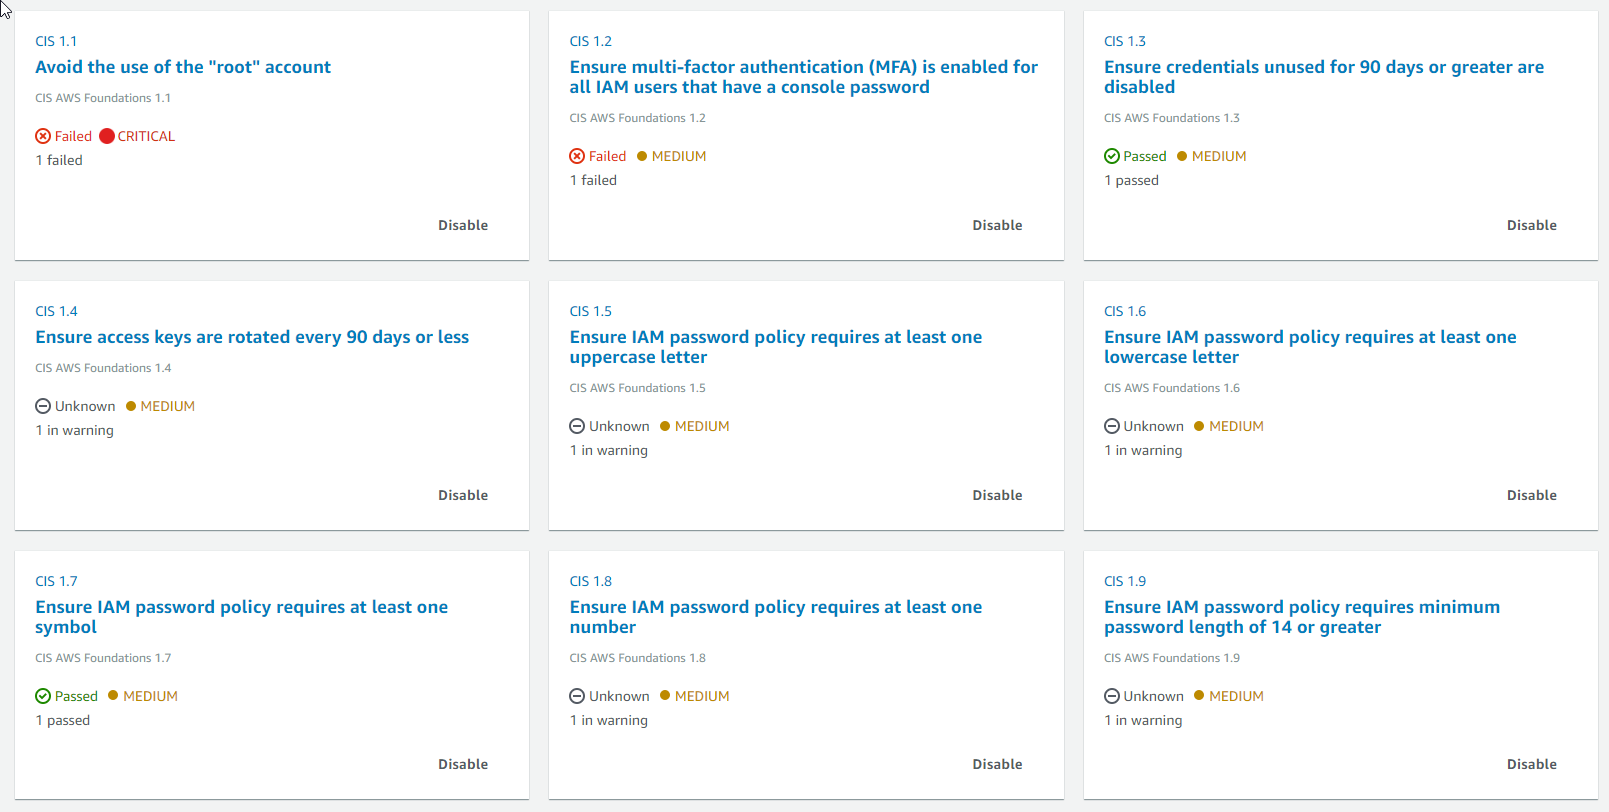 CIS 1.1
Avoid the use of the "root" account
CIS AWS Foundations 1.1
Failed CRITICAL
1 failed
Disable
CIS 1.2
Ensure multi-factor authentication (MFA) is enabled for
all IAM users that have a console password
CIS AWS Foundations 1.2
Failed MEDIUM
1 failed
Disable
CIS 1.3
Ensure credentials unused for 90 days or greater are
disabled
CIS AWS Foundations 1.3
Passed MEDIUM
1 passed
Disable
CIS 1.4
Ensure access keys are rotated every 90 days or less
CIS AWS Foundations 1.4
Unknown MEDIUM
1 in warning
Disable
CIS 1.5
Ensure IAM password policy requires at least one
uppercase letter
CIS AWS Foundations 1.5
Unknown MEDIUM
1 in warning
Disable
CIS 1.6
Ensure IAM password policy requires at least one
lowercase letter
CIS AWS Foundations 1.6
Unknown MEDIUM
1 in warning
Disable
CIS 1.7
Ensure IAM password policy requires at least one
symbol
CIS AWS Foundations 1.7
Passed MEDIUM
1 passed
Disable
CIS 1.8
Ensure IAM password policy requires at least one
number
CIS AWS Foundations 1.8
Unknown MEDIUM
1 in warning
Disable
CIS 1.9
Ensure IAM password policy requires minimum
password length of 14 or greater
CIS AWS Foundations 1.9
Unknown MEDIUM
1 in warning
Disable